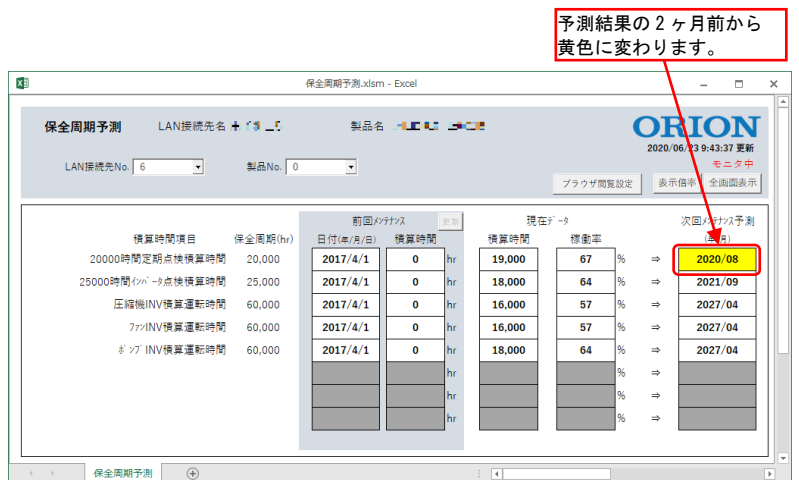 予測結果の2ヶ月前から
黄色に変わります。
保全周期予測.xlsm - Excel
保全周期予測 LAN接続先名 製品名 ORION
2020/06/23 9:43:37 更新
モニタ中
LAN接続先No. 6 製品No. 0
ブラウザ閲覧設定 表示倍率 全画面表示
前回ﾒﾝﾃﾅﾝｽ 更新 現在ﾃﾞｰﾀ 次回ﾒﾝﾃﾅﾝｽ予測
積算時間項目 保全周期(hr) 日付(年/月/日) 積算時間 積算時間 稼働率 (年/月)
20000時間定期点検積算時間 20,000 2017/4/1 0 hr 19,000 67 % ⇒ 2020/08
25000時間ｲﾝﾊﾞｰﾀ点検積算時間 25,000 2017/4/1 0 hr 18,000 64 % ⇒ 2021/09
圧縮機INV積算運転時間 60,000 2017/4/1 0 hr 16,000 57 % ⇒ 2027/04
ﾌｧﾝINV積算運転時間 60,000 2017/4/1 0 hr 16,000 57 % ⇒ 2027/04
ﾎﾟﾝﾌﾟINV積算運転時間 60,000 2017/4/1 0 hr 18,000 64 % ⇒ 2027/04
hr % ⇒
hr % ⇒
hr % ⇒
保全周期予測